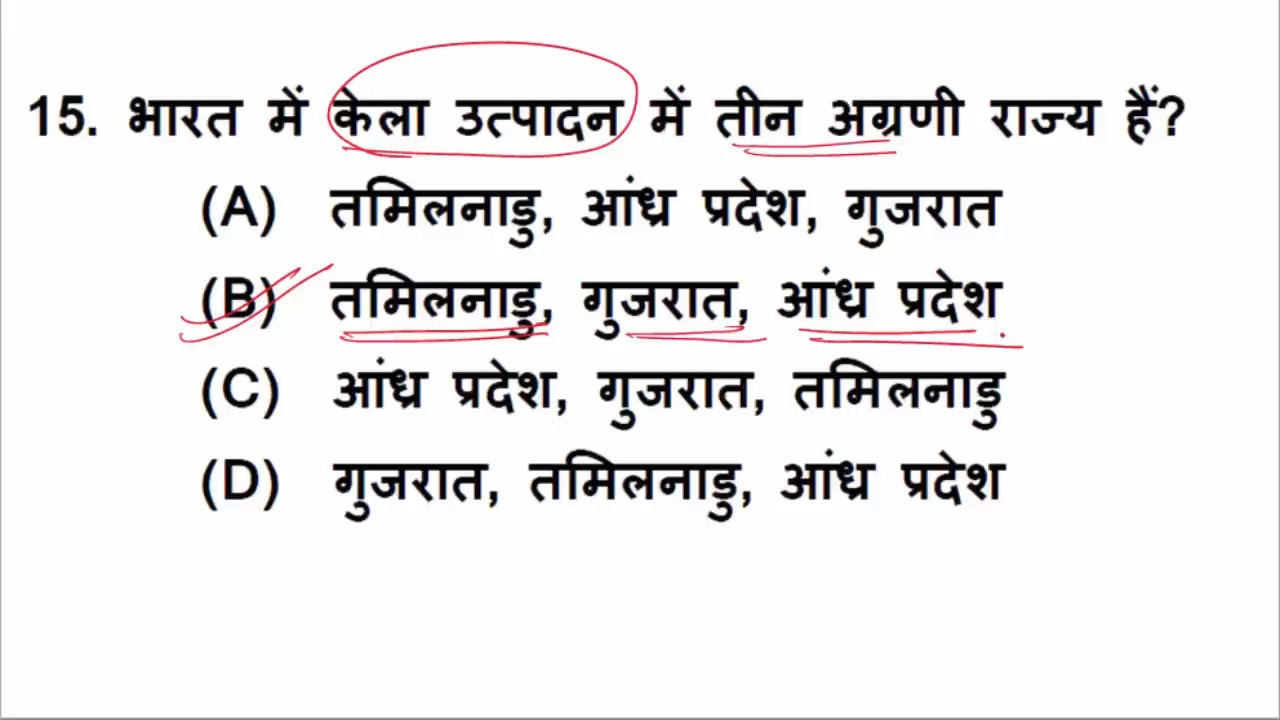 15. भारत में केला उत्पादन में तीन अग्रणी राज्य हैं?
(A) तमिलनाडु, आंध्र प्रदेश, गुजरात
(B) तमिलनाडु, गुजरात, आंध्र प्रदेश
(C) आंध्र प्रदेश, गुजरात, तमिलनाडु
(D) गुजरात, तमिलनाडु, आंध्र प्रदेश